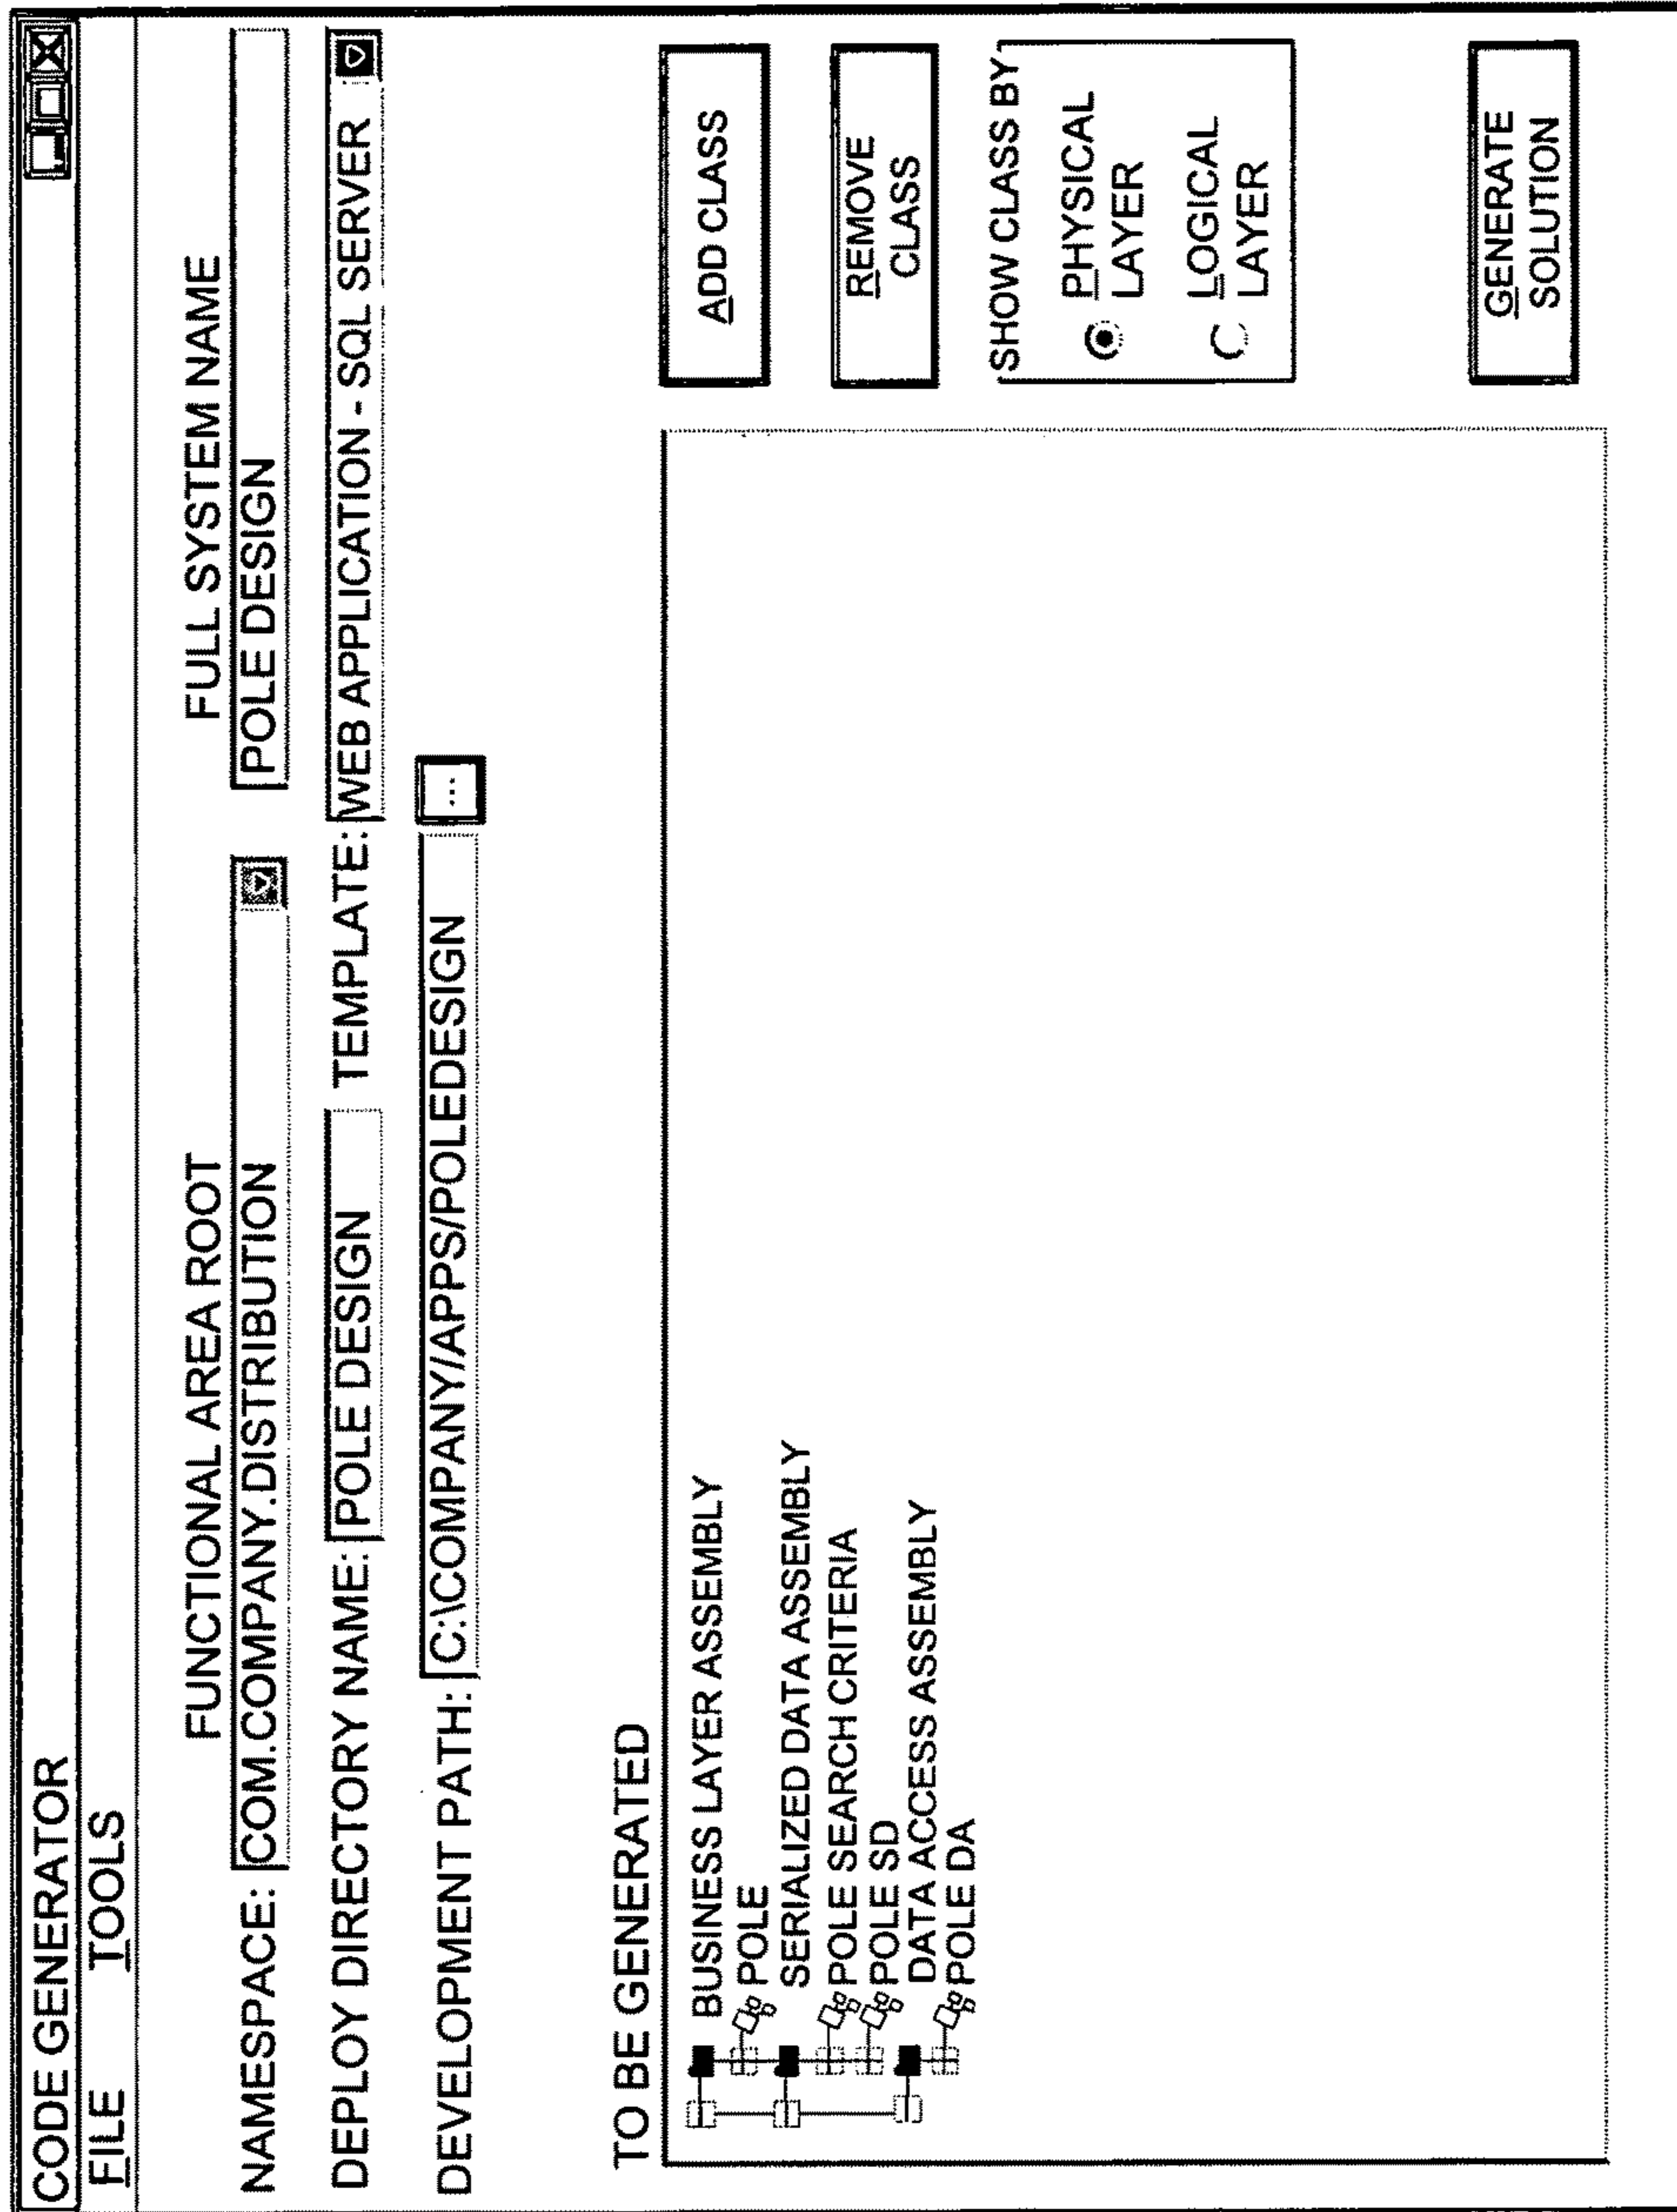 CODE GENERATOR
FILE TOOLS
FUNCTIONAL AREA ROOT FULL SYSTEM NAME
NAMESPACE: COM.COMPANY.DISTRIBUTION POLE DESIGN
DEPLOY DIRECTORY NAME: POLE DESIGN TEMPLATE: WEB APPLICATION - SQL SERVER
DEVELOPMENT PATH: C:\COMPANY/APPS/POLEDESIGN ...
TO BE GENERATED
BUSINESS LAYER ASSEMBLY
POLE
SERIALIZED DATA ASSEMBLY
POLE SEARCH CRITERIA
POLE SD
DATA ACCESS ASSEMBLY
POLE DA
ADD CLASS
REMOVE
CLASS
SHOW CLASS BY
PHYSICAL
LAYER
LOGICAL
LAYER
GENERATE
SOLUTION